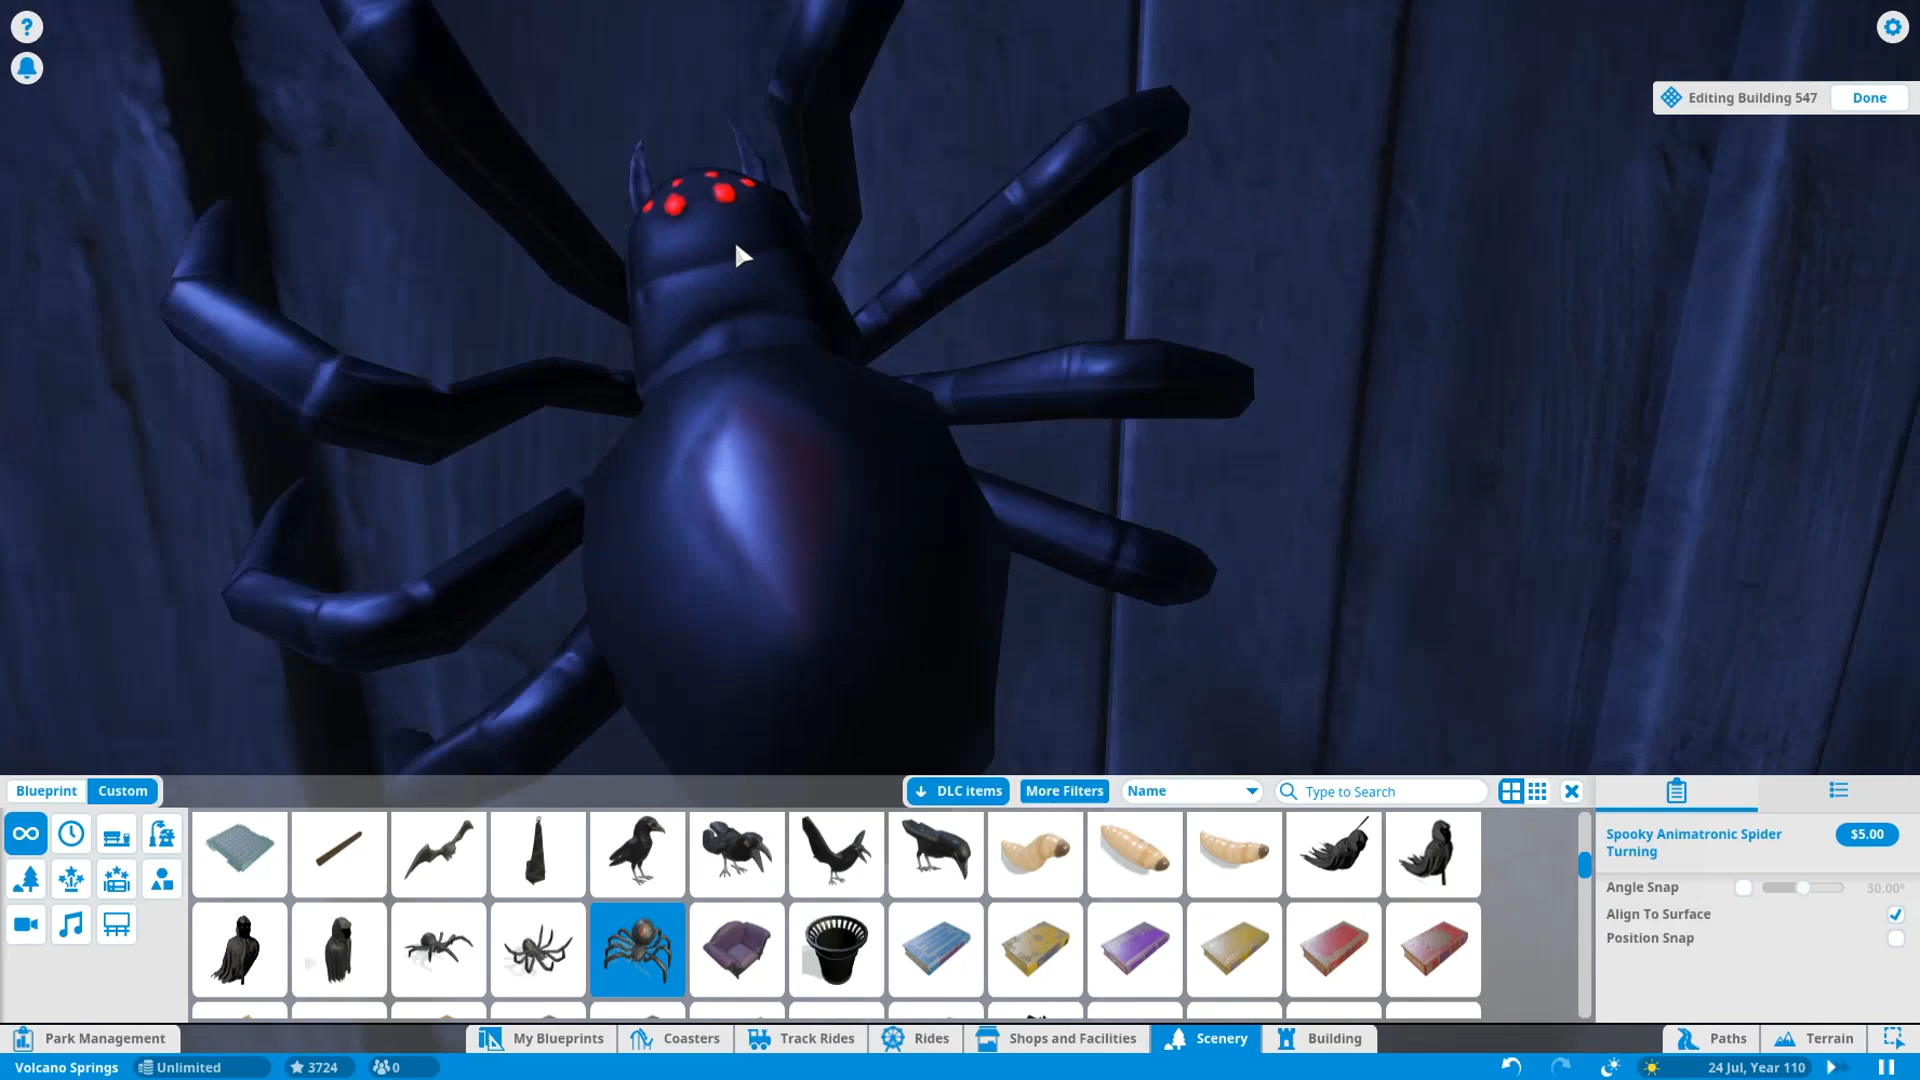 ?
Editing Building 547 Done
Blueprint Custom
DLC items More Filters Name Type to Search
Spooky Animatronic Spider Turning $5.00
Angle Snap 30.00°
Align To Surface
Position Snap
Park Management My Blueprints Coasters Track Rides Rides Shops and Facilities Scenery Building Paths Terrain
Volcano Springs Unlimited 3724 0 24 Jul, Year 110